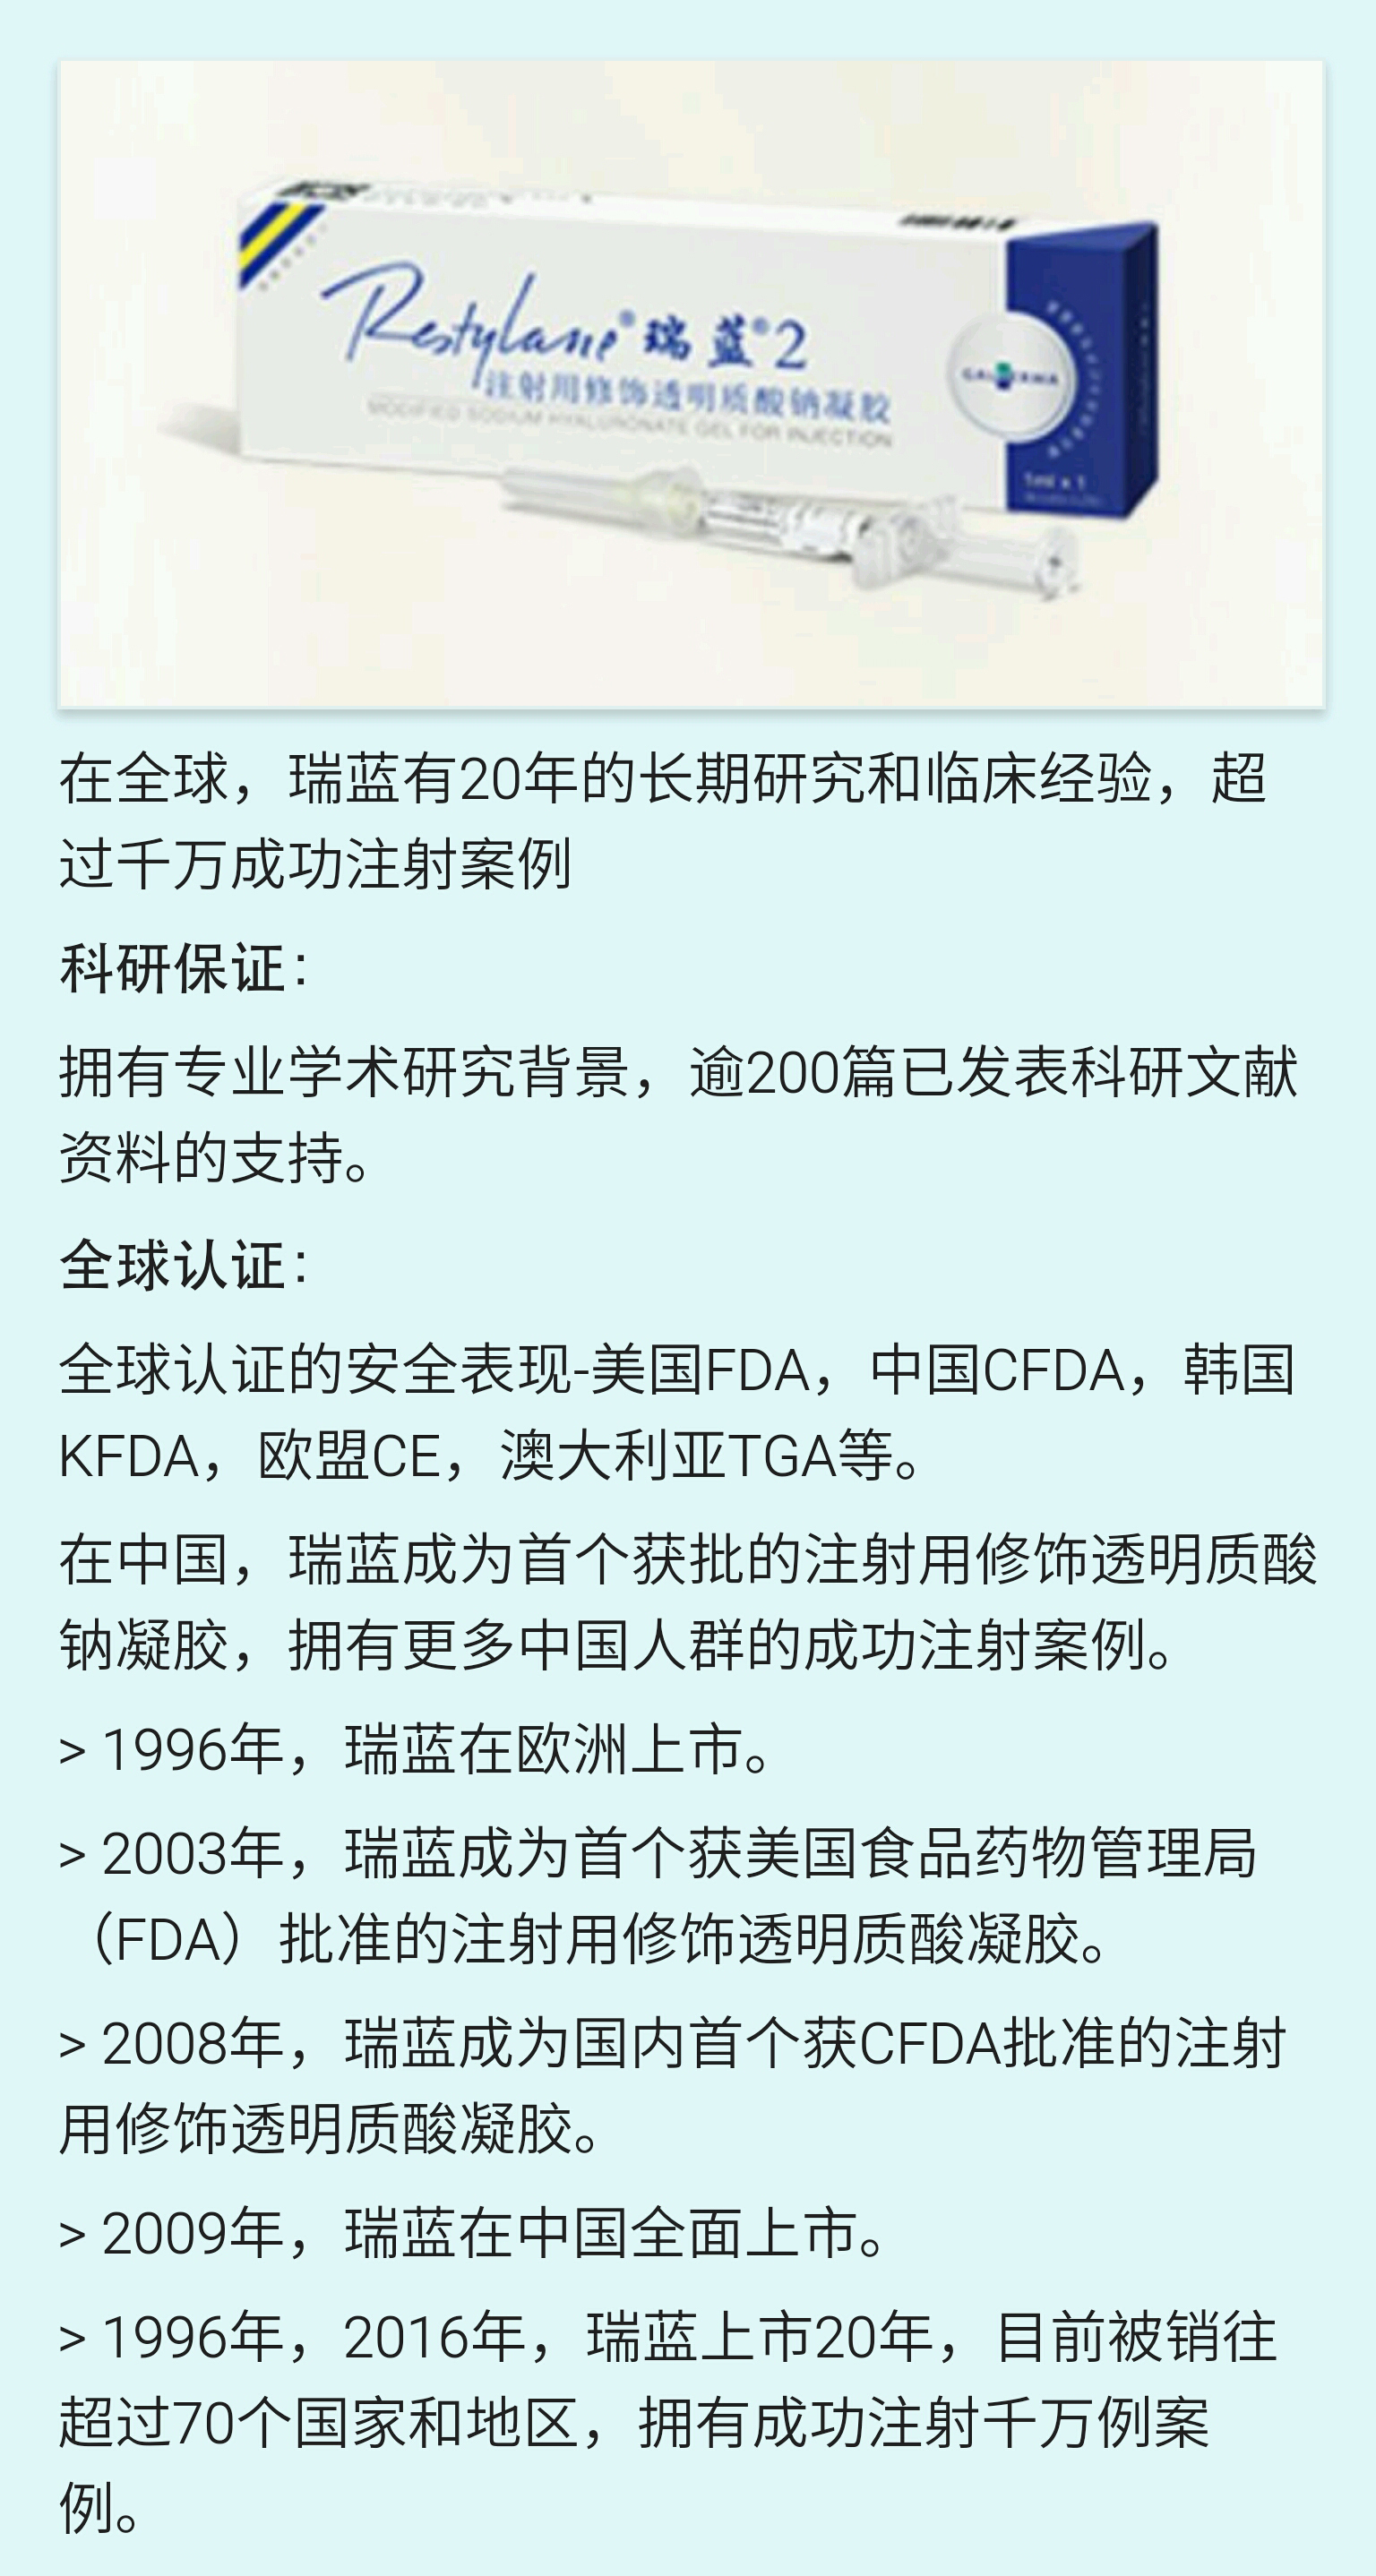 Restylane®瑞蓝®2
注射用修饰透明质酸钠凝胶
MODIFIED SODIUM HYALURONATE GEL FOR INJECTION
GALDERMA
1ml x 1
在全球，瑞蓝有20年的长期研究和临床经验，超
过千万成功注射案例
科研保证：
拥有专业学术研究背景，逾200篇已发表科研文献
资料的支持。
全球认证：
全球认证的安全表现-美国FDA，中国CFDA，韩国
KFDA，欧盟CE，澳大利亚TGA等。
在中国，瑞蓝成为首个获批的注射用修饰透明质酸
钠凝胶，拥有更多中国人群的成功注射案例。
> 1996年，瑞蓝在欧洲上市。
> 2003年，瑞蓝成为首个获美国食品药物管理局
（FDA）批准的注射用修饰透明质酸凝胶。
> 2008年，瑞蓝成为国内首个获CFDA批准的注射
用修饰透明质酸凝胶。
> 2009年，瑞蓝在中国全面上市。
> 1996年，2016年，瑞蓝上市20年，目前被销往
超过70个国家和地区，拥有成功注射千万例案
例。